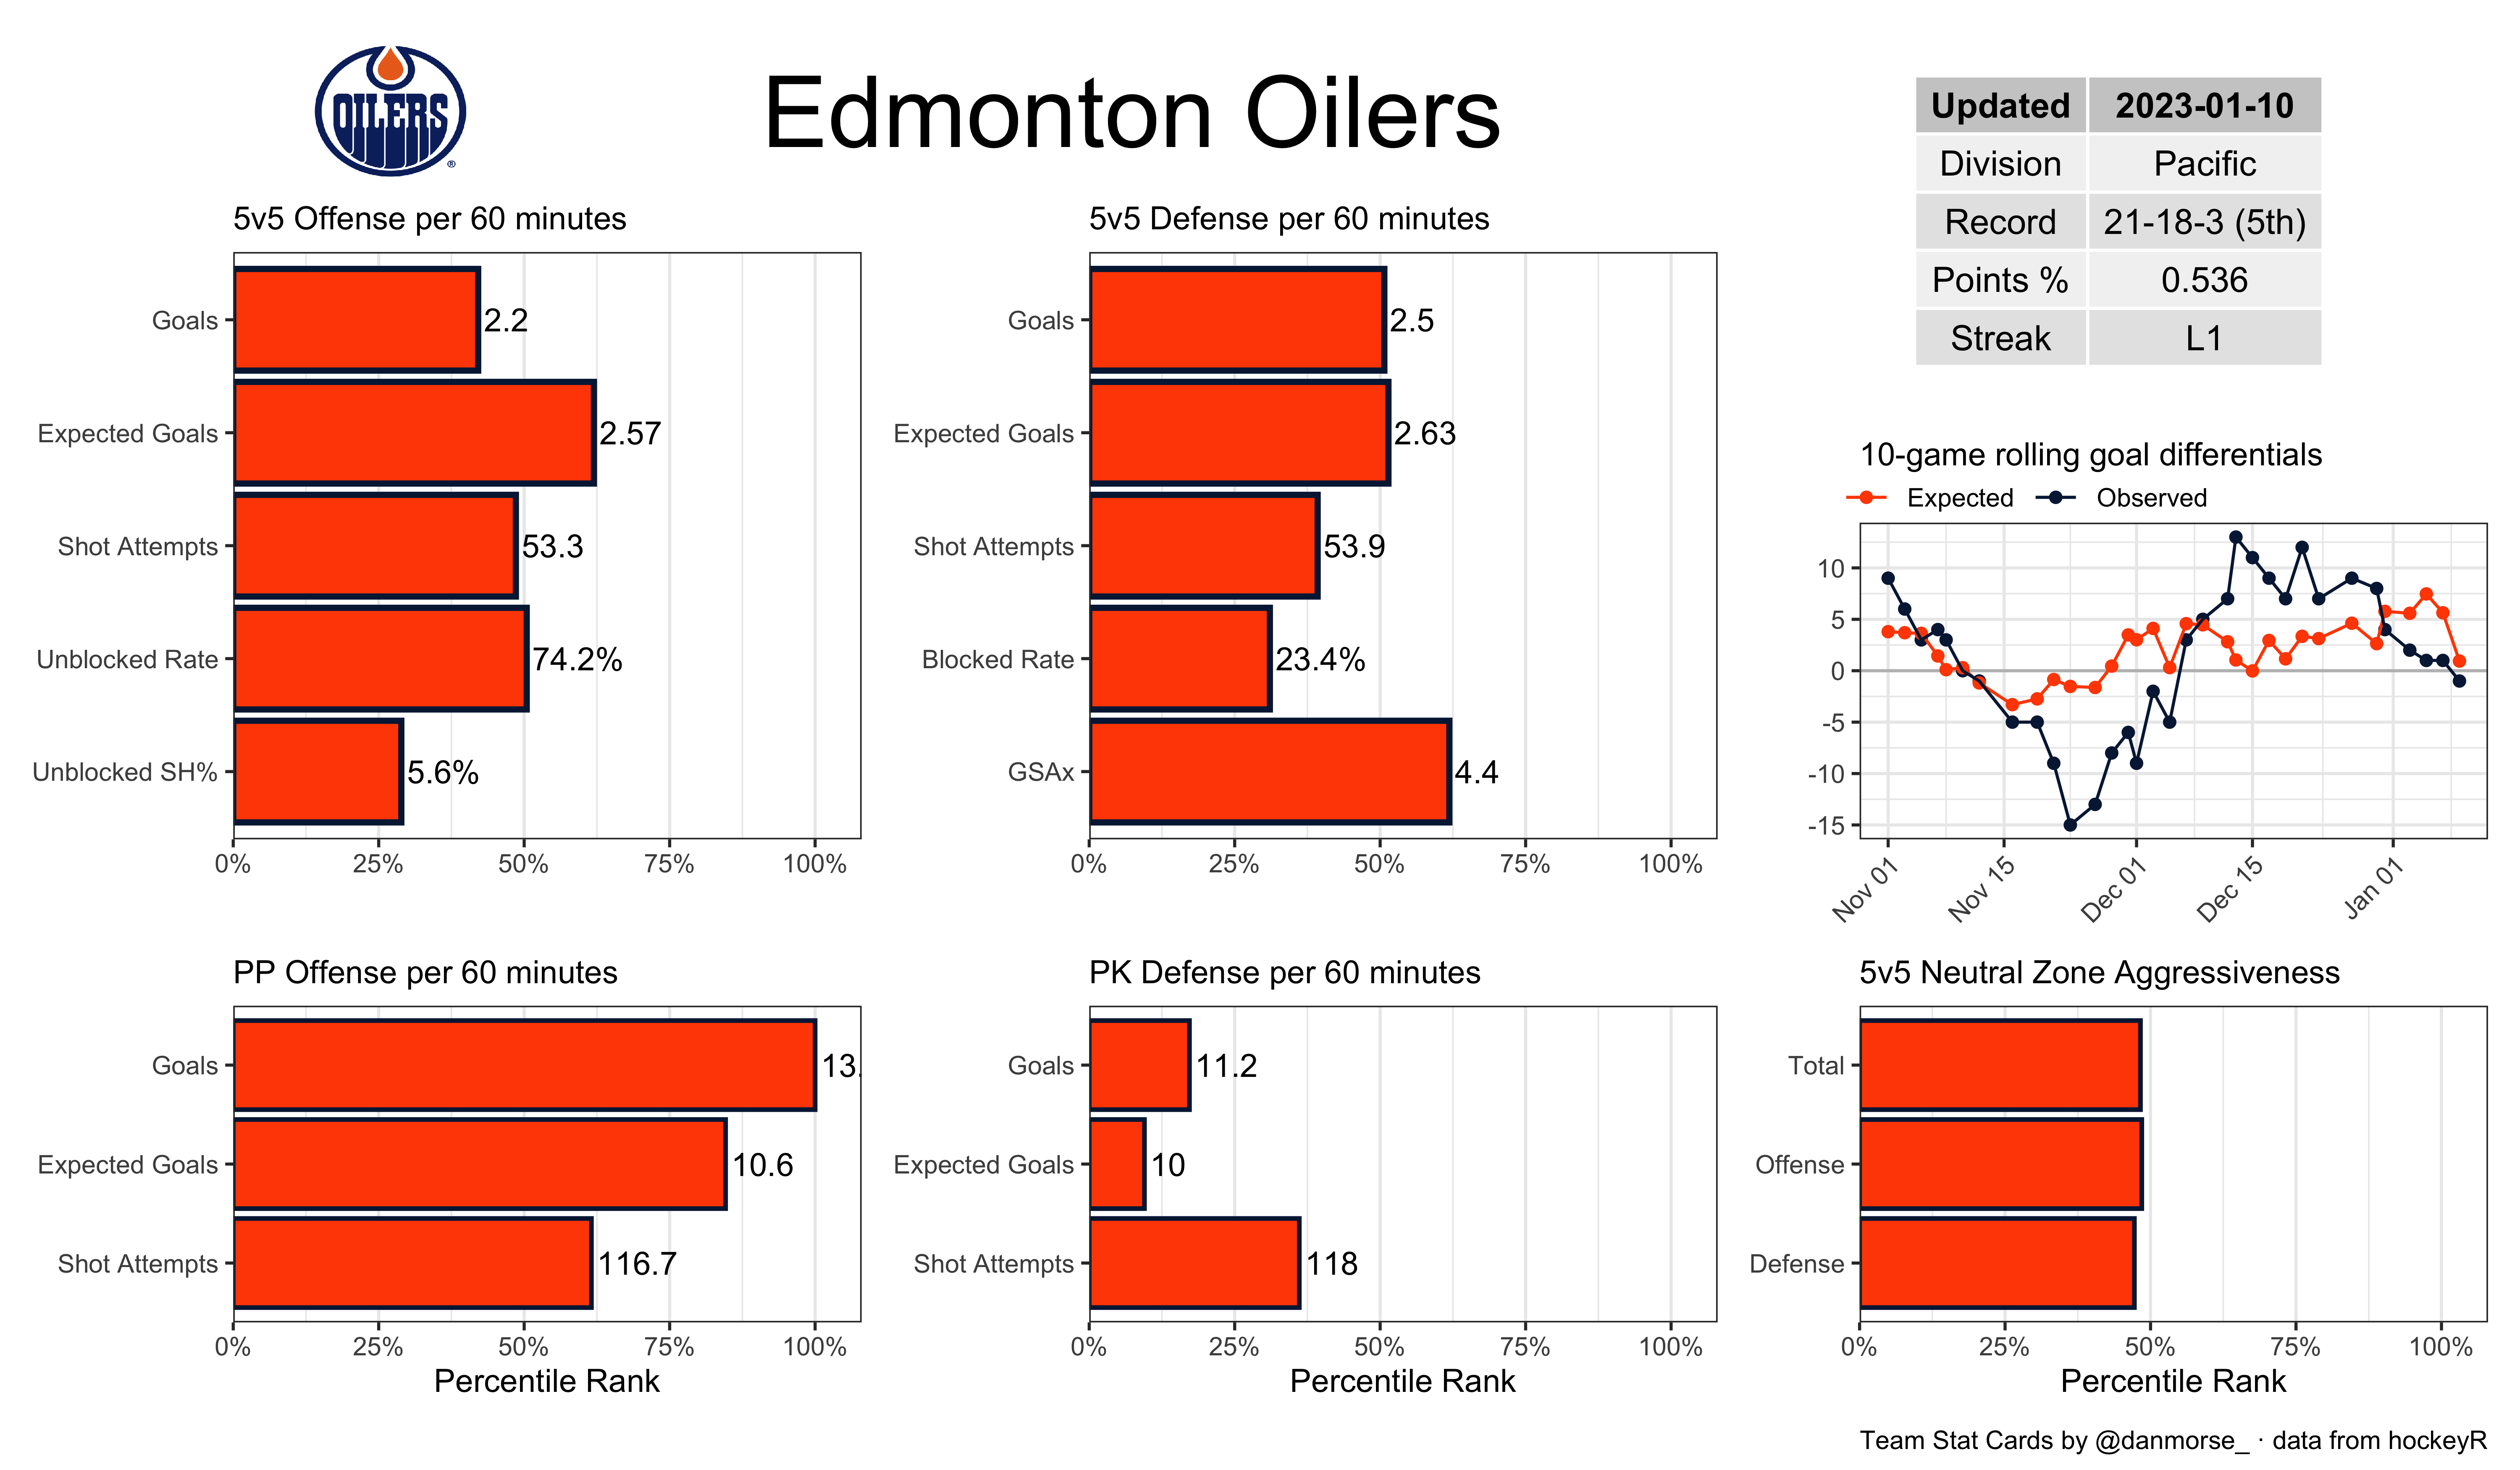 OILERS
®
Edmonton Oilers
Updated 2023-01-10
Division Pacific
Record 21-18-3 (5th)
Points % 0.536
Streak L1
5v5 Offense per 60 minutes
Goals 2.2
Expected Goals 2.57
Shot Attempts 53.3
Unblocked Rate 74.2%
Unblocked SH% 5.6%
0% 25% 50% 75% 100%
5v5 Defense per 60 minutes
Goals 2.5
Expected Goals 2.63
Shot Attempts 53.9
Blocked Rate 23.4%
GSAx 4.4
0% 25% 50% 75% 100%
10-game rolling goal differentials
Expected Observed
10
5
0
-5
-10
-15
Nov 01 Nov 15 Dec 01 Dec 15 Jan 01
PP Offense per 60 minutes
Goals 13.
Expected Goals 10.6
Shot Attempts 116.7
0% 25% 50% 75% 100%
Percentile Rank
PK Defense per 60 minutes
Goals 11.2
Expected Goals 10
Shot Attempts 118
0% 25% 50% 75% 100%
Percentile Rank
5v5 Neutral Zone Aggressiveness
Total
Offense
Defense
0% 25% 50% 75% 100%
Percentile Rank
Team Stat Cards by @danmorse_ · data from hockeyR